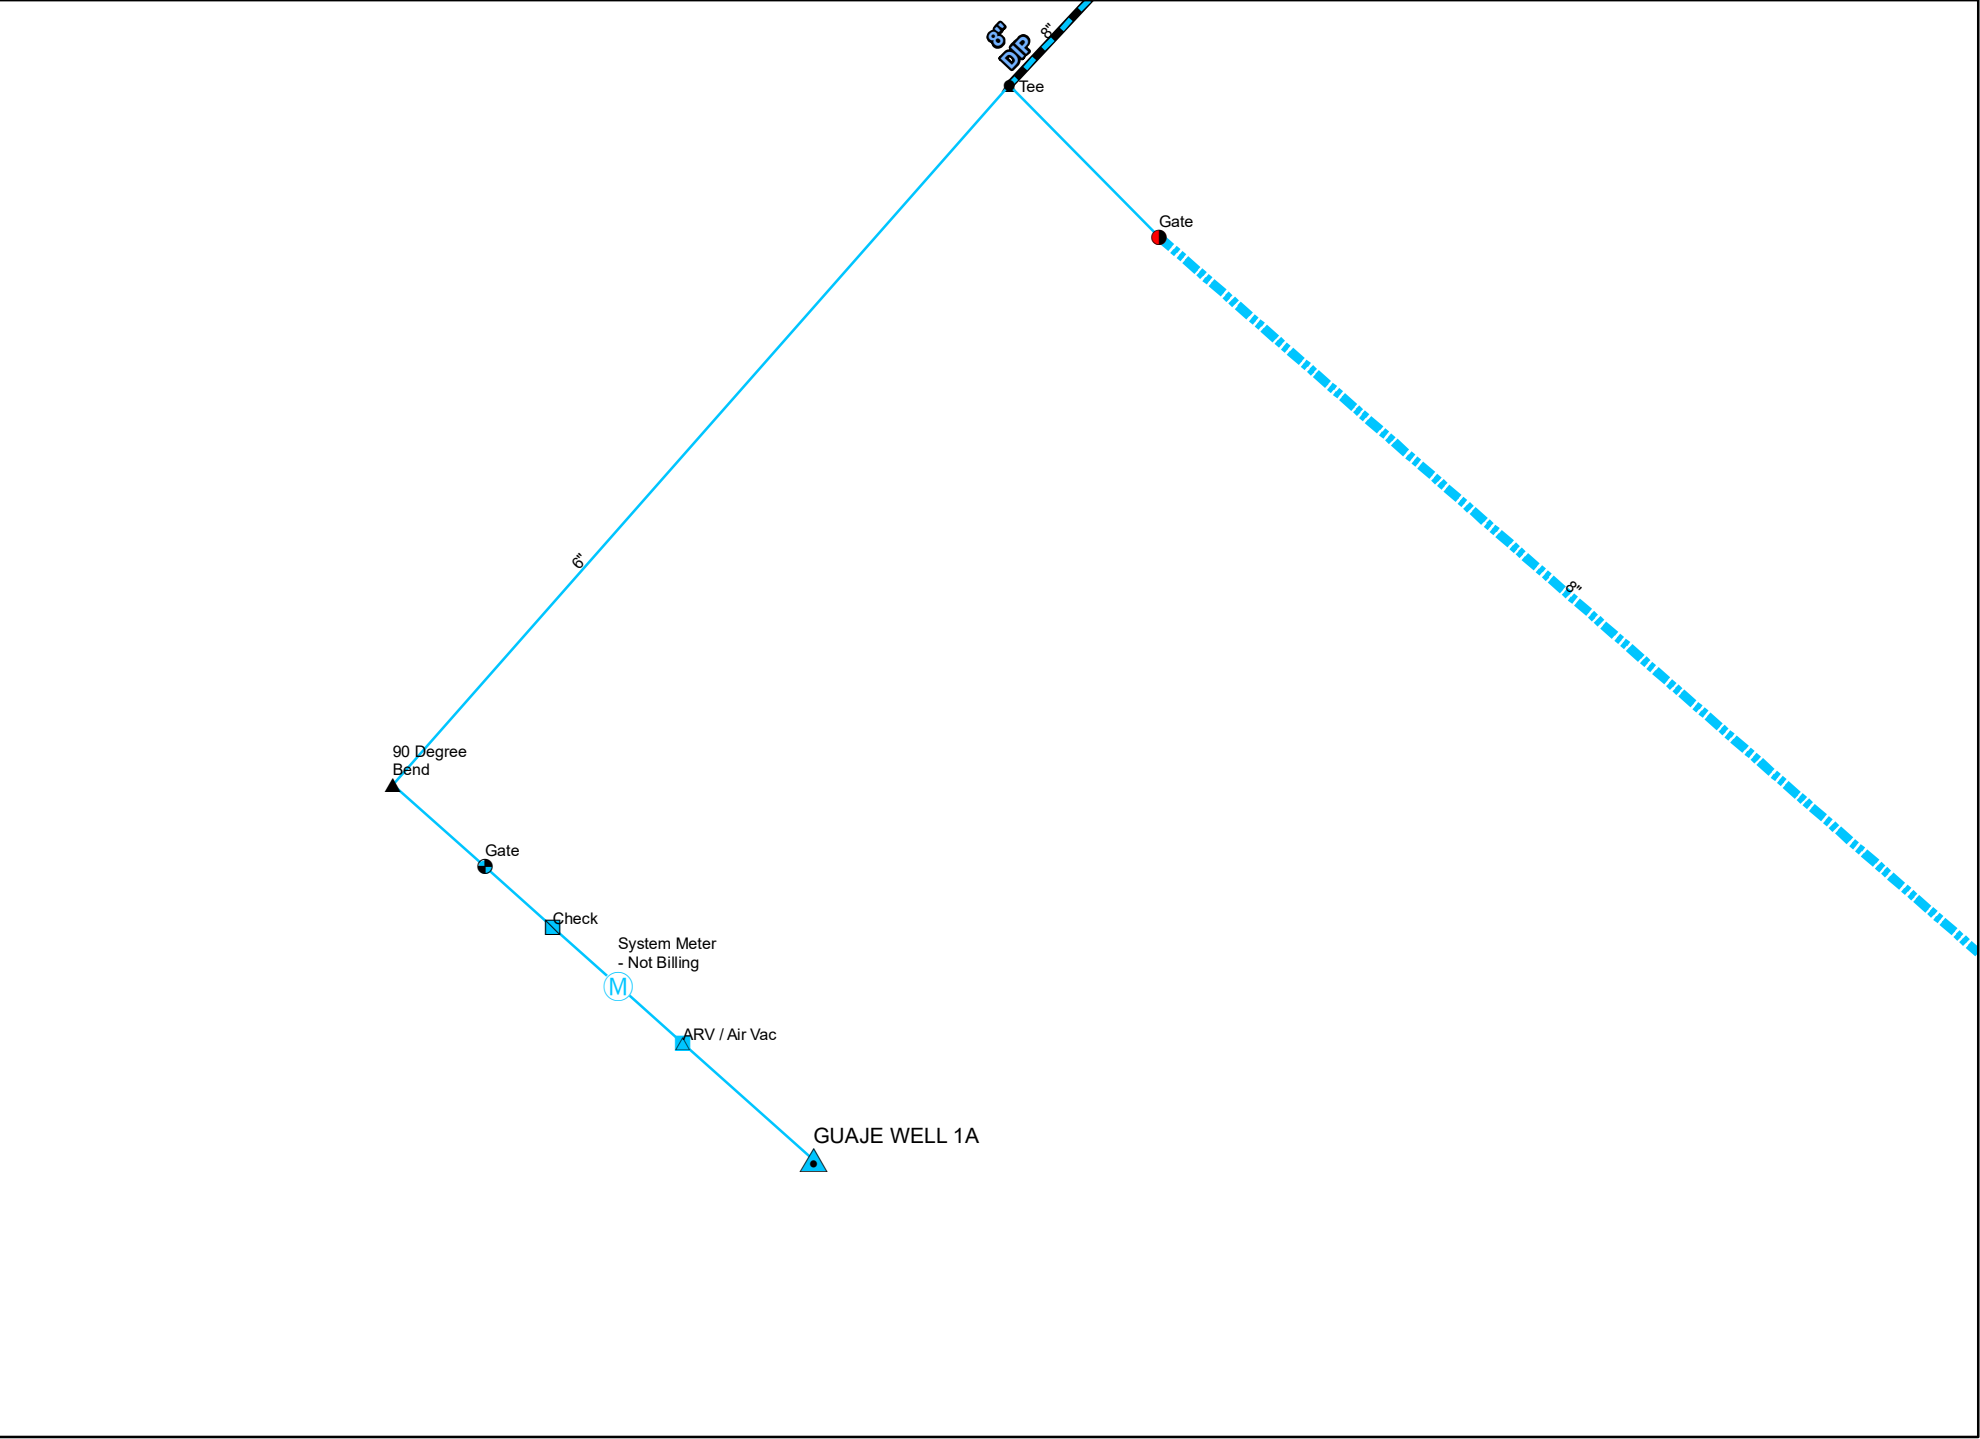 8"
DIP
8"
Tee
Gate
6"
8"
90 Degree
Bend
Gate
Check
System Meter
- Not Billing
M
ARV / Air Vac
GUAJE WELL 1A